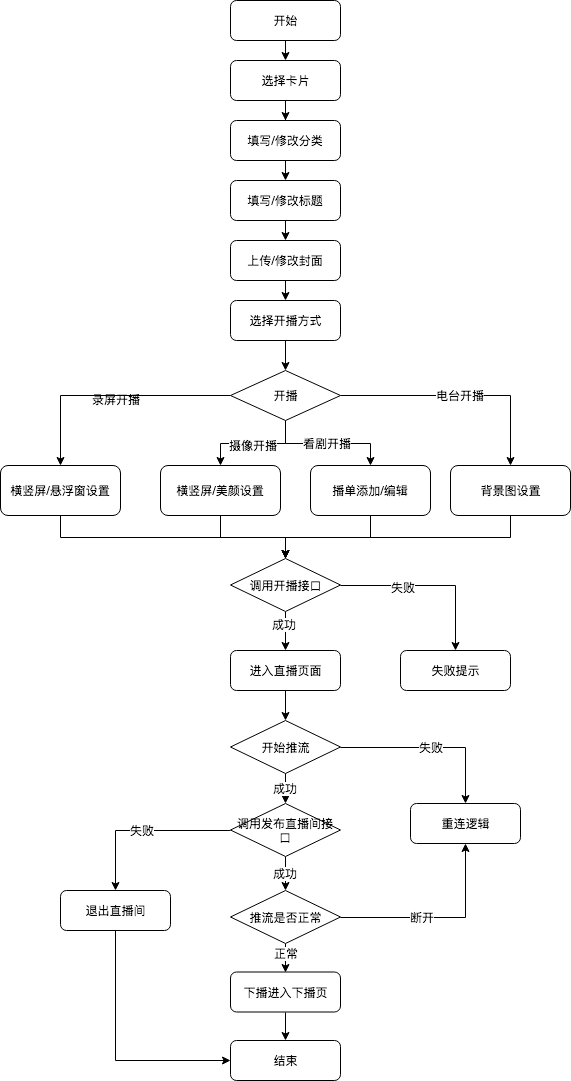 开始
选择卡片
填写/修改分类
填写/修改标题
上传/修改封面
选择开播方式
开播
录屏开播
电台开播
摄像开播
看剧开播
横竖屏/悬浮窗设置
横竖屏/美颜设置
播单添加/编辑
背景图设置
调用开播接口
失败
成功
进入直播页面
失败提示
开始推流
失败
成功
调用发布直播间接
口
失败
重连逻辑
成功
退出直播间
推流是否正常
断开
正常
下播进入下播页
结束